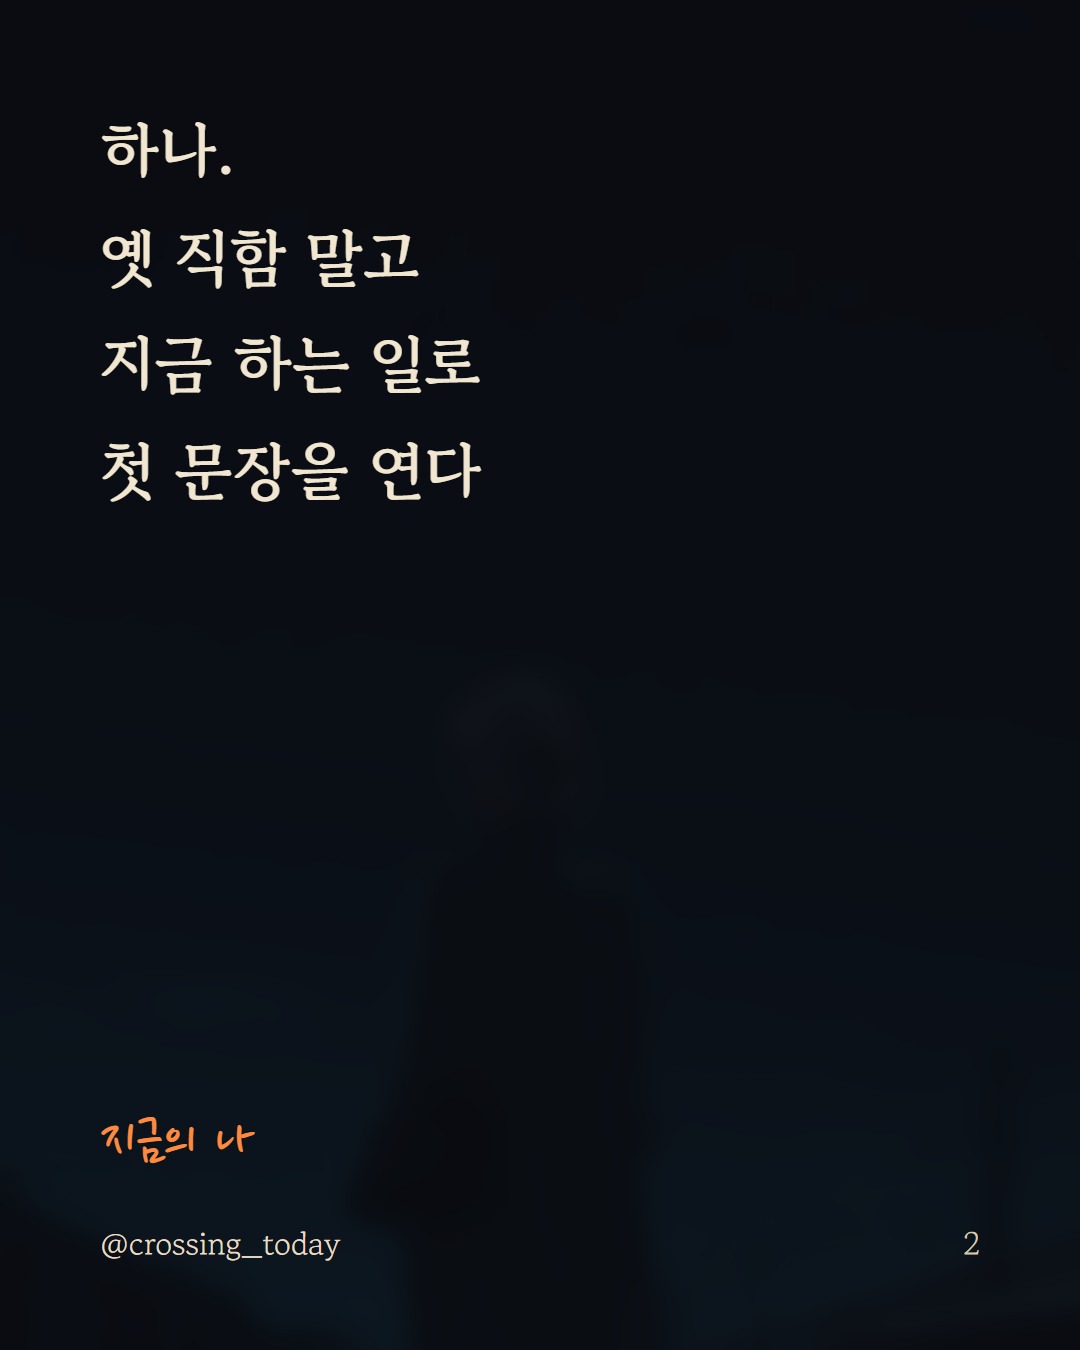 하나.
옛 직함 말고
지금 하는 일로
첫 문장을 연다
지금의 나
@crossing_today
2